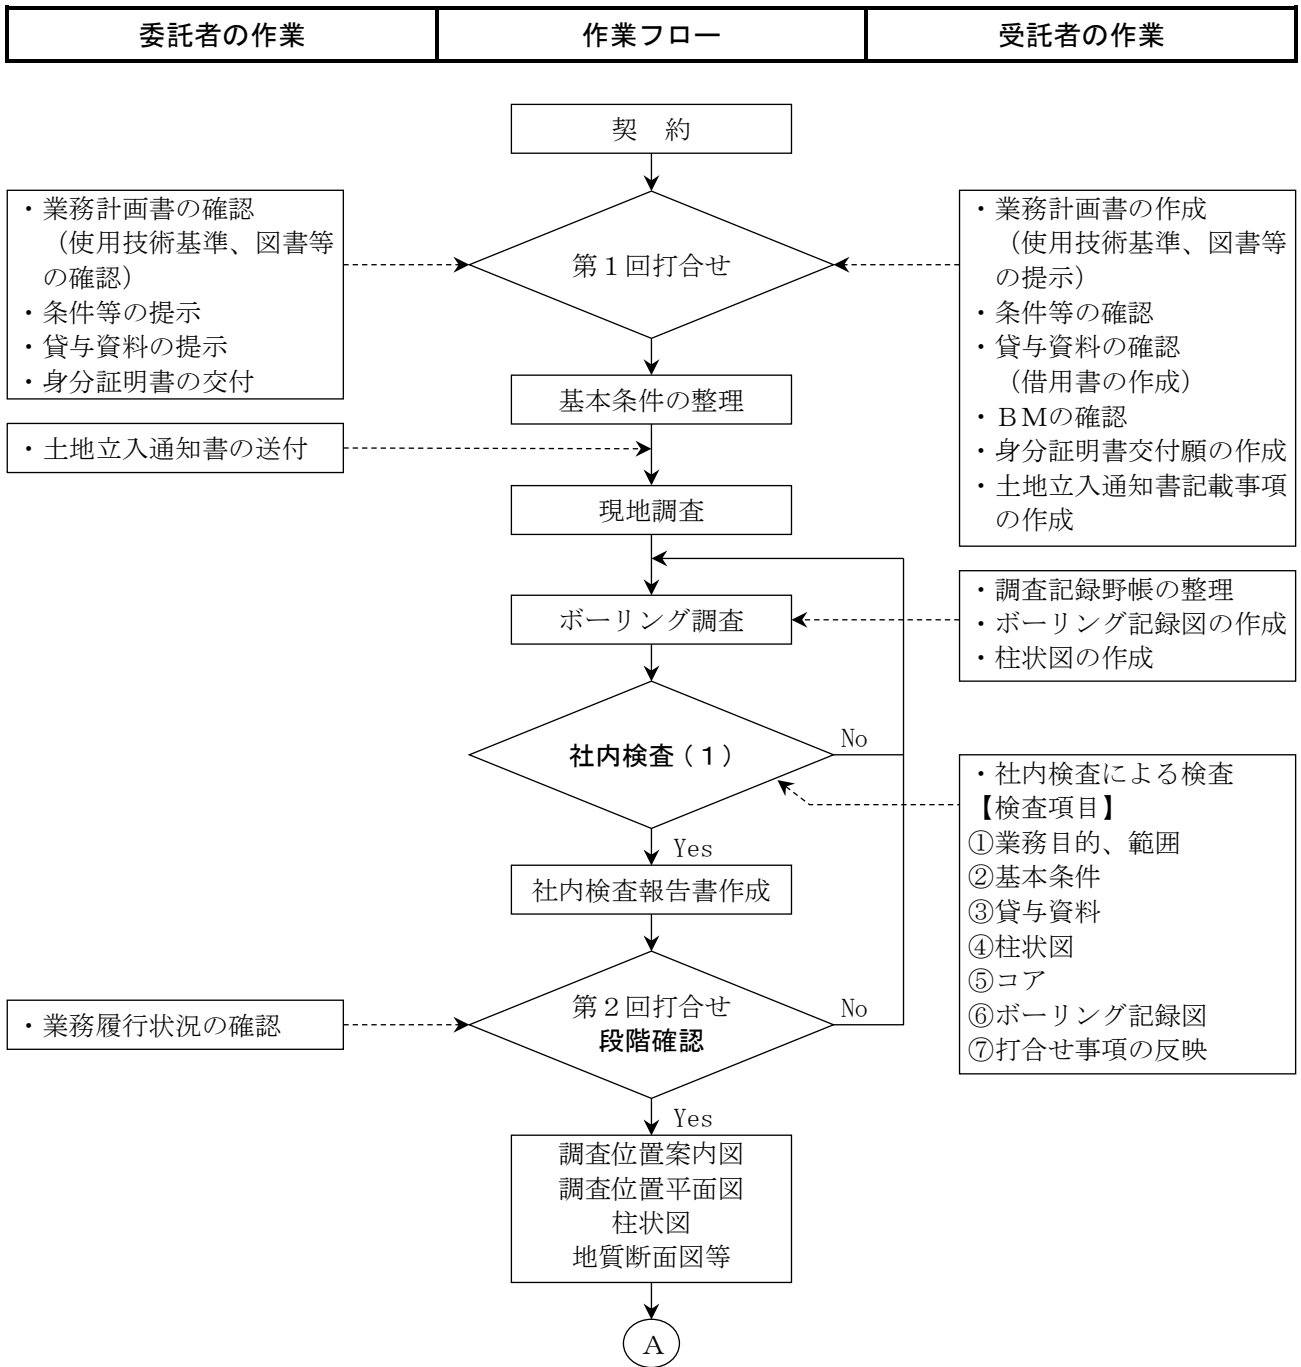 委託者の作業
作業フロー
受託者の作業
契　約
・業務計画書の確認
（使用技術基準、図書等
の確認）
・条件等の提示
・貸与資料の提示
・身分証明書の交付
第１回打合せ
・業務計画書の作成
（使用技術基準、図書等
の提示）
・条件等の確認
・貸与資料の確認
（借用書の作成）
・ＢＭの確認
・身分証明書交付願の作成
・土地立入通知書記載事項
の作成
基本条件の整理
・土地立入通知書の送付
現地調査
ボーリング調査
・調査記録野帳の整理
・ボーリング記録図の作成
・柱状図の作成
社内検査（１）
No
・社内検査による検査
【検査項目】
①業務目的、範囲
②基本条件
③貸与資料
④柱状図
⑤コア
⑥ボーリング記録図
⑦打合せ事項の反映
Yes
社内検査報告書作成
・業務履行状況の確認
第２回打合せ
段階確認
No
Yes
調査位置案内図
調査位置平面図
柱状図
地質断面図等
Ａ